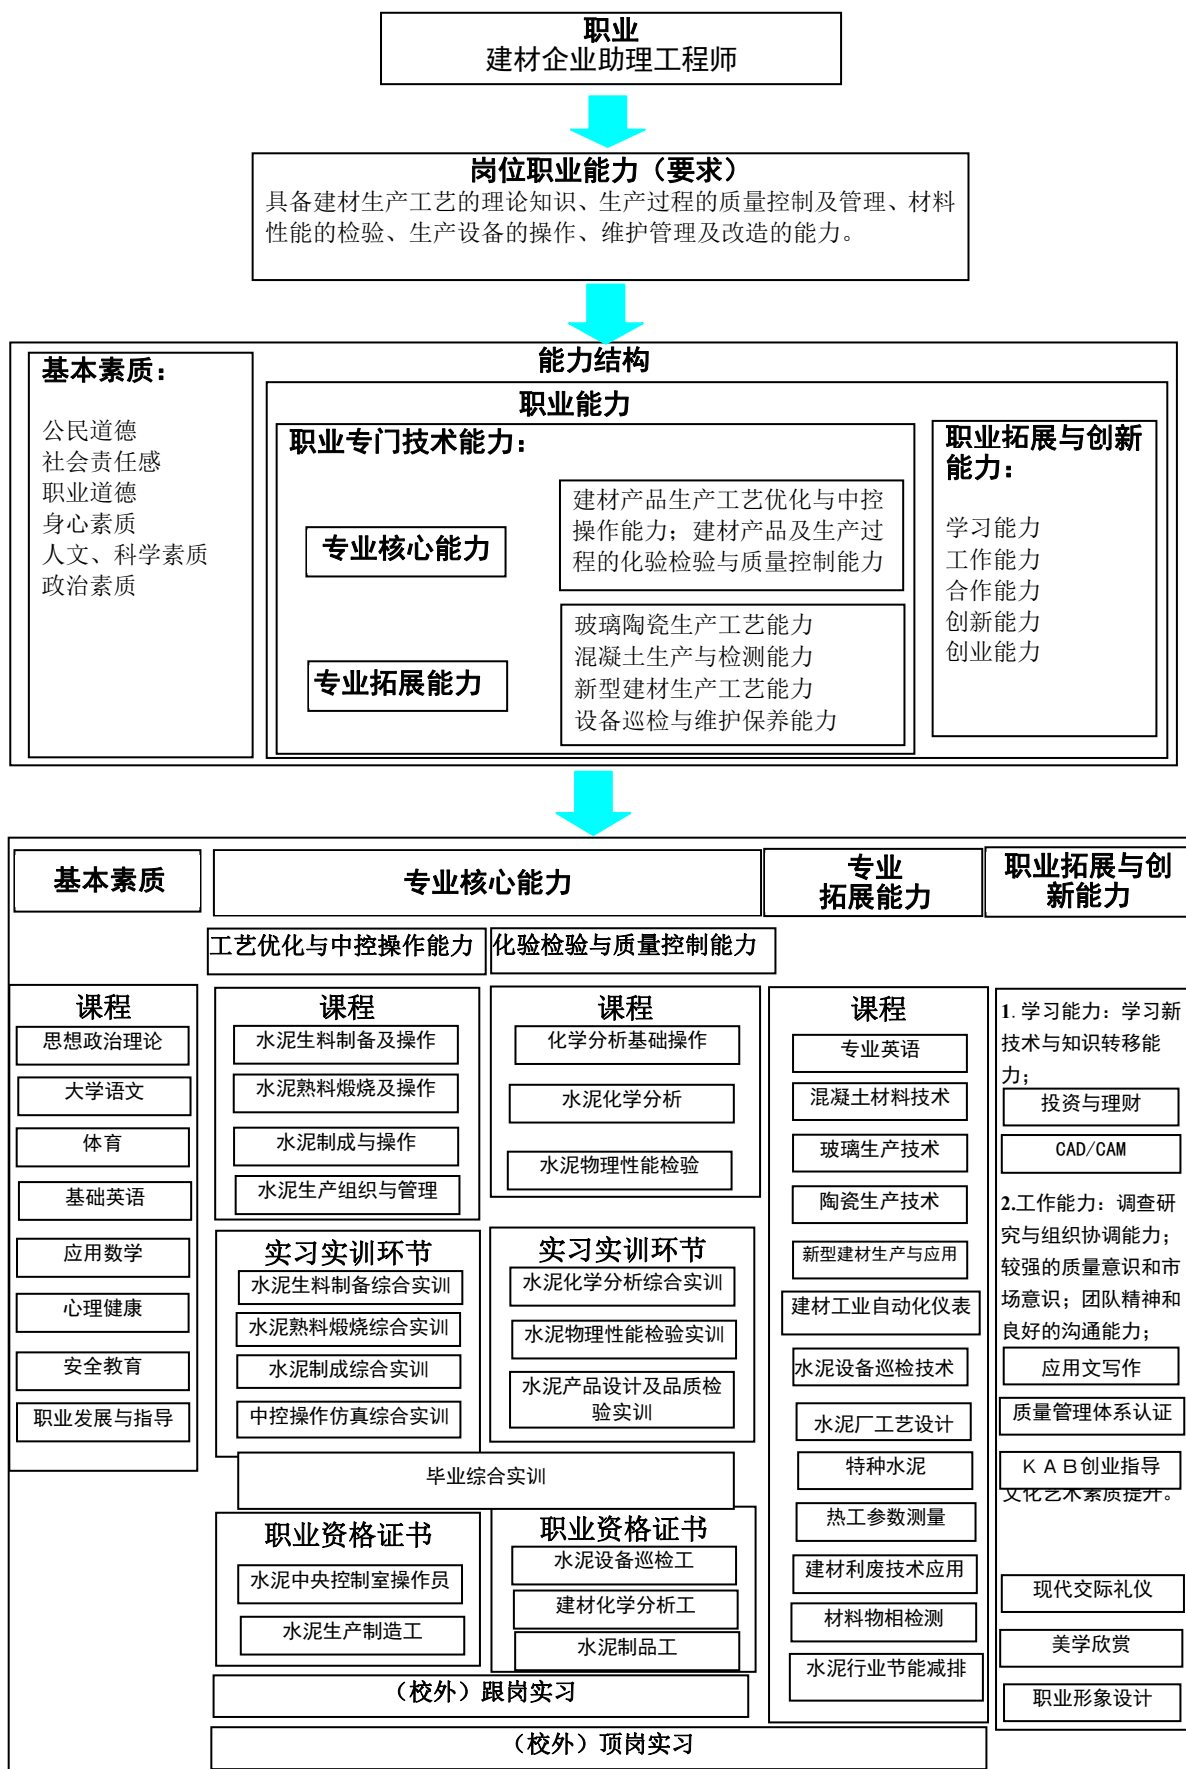 职业
建材企业助理工程师
岗位职业能力（要求）
具备建材生产工艺的理论知识、生产过程的质量控制及管理、材料
性能的检验、生产设备的操作、维护管理及改造的能力。
能力结构
基本素质：
公民道德
社会责任感
职业道德
身心素质
人文、科学素质
政治素质
职业能力
职业专门技术能力：
专业核心能力
建材产品生产工艺优化与中控
操作能力；建材产品及生产过
程的化验检验与质量控制能力
专业拓展能力
玻璃陶瓷生产工艺能力
混凝土生产与检测能力
新型建材生产工艺能力
设备巡检与维护保养能力
职业拓展与创新
能力：
学习能力
工作能力
合作能力
创新能力
创业能力
基本素质
专业核心能力
专业
拓展能力
职业拓展与创
新能力
工艺优化与中控操作能力
化验检验与质量控制能力
课程
思想政治理论
大学语文
体育
基础英语
应用数学
心理健康
安全教育
职业发展与指导
课程
水泥生料制备及操作
水泥熟料煅烧及操作
水泥制成与操作
水泥生产组织与管理
实习实训环节
水泥生料制备综合实训
水泥熟料煅烧综合实训
水泥制成综合实训
中控操作仿真综合实训
课程
化学分析基础操作
水泥化学分析
水泥物理性能检验
实习实训环节
水泥化学分析综合实训
水泥物理性能检验实训
水泥产品设计及品质检
验实训
毕业综合实训
职业资格证书
水泥中央控制室操作员
水泥生产制造工
职业资格证书
水泥设备巡检工
建材化学分析工
水泥制品工
（校外）跟岗实习
（校外）顶岗实习
课程
专业英语
混凝土材料技术
玻璃生产技术
陶瓷生产技术
新型建材生产与应用
建材工业自动化仪表
水泥设备巡检技术
水泥厂工艺设计
特种水泥
热工参数测量
建材利废技术应用
材料物相检测
水泥行业节能减排
1. 学习能力：学习新
技术与知识转移能
力；
投资与理财
CAD/CAM
2.工作能力：调查研
究与组织协调能力；
较强的质量意识和市
场意识；团队精神和
良好的沟通能力；
应用文写作
质量管理体系认证
ＫＡＢ创业指导
文化艺术素质提升。
现代交际礼仪
美学欣赏
职业形象设计